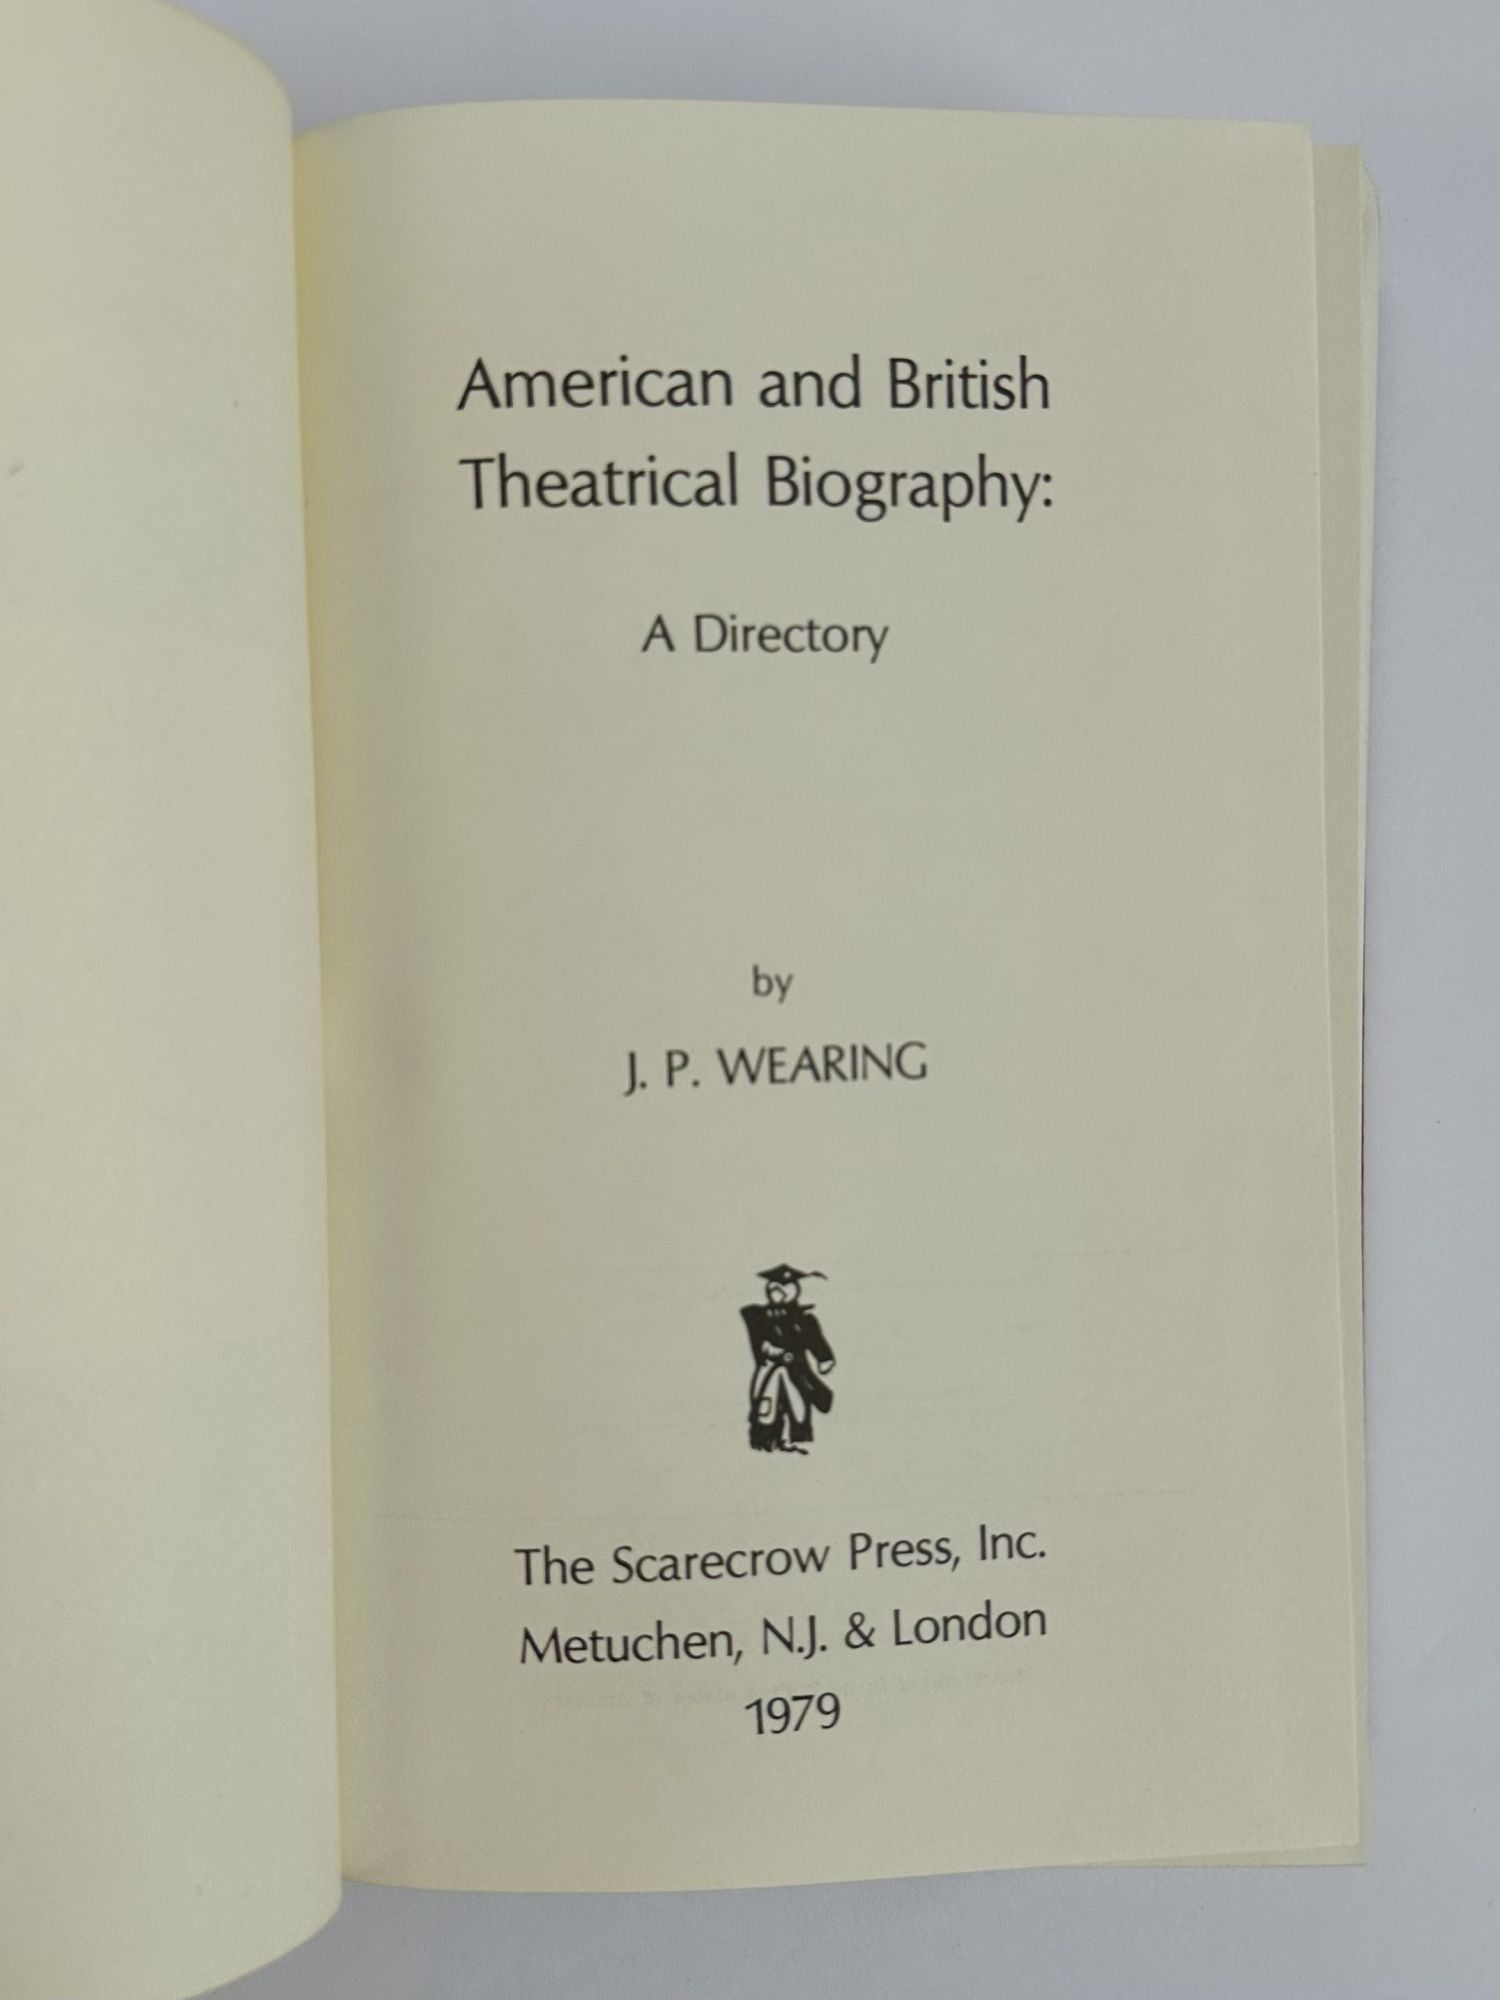 American and British
Theatrical Biography:
A Directory
by
J. P. WEARING
The Scarecrow Press, Inc.
Metuchen, N.J. & London
1979